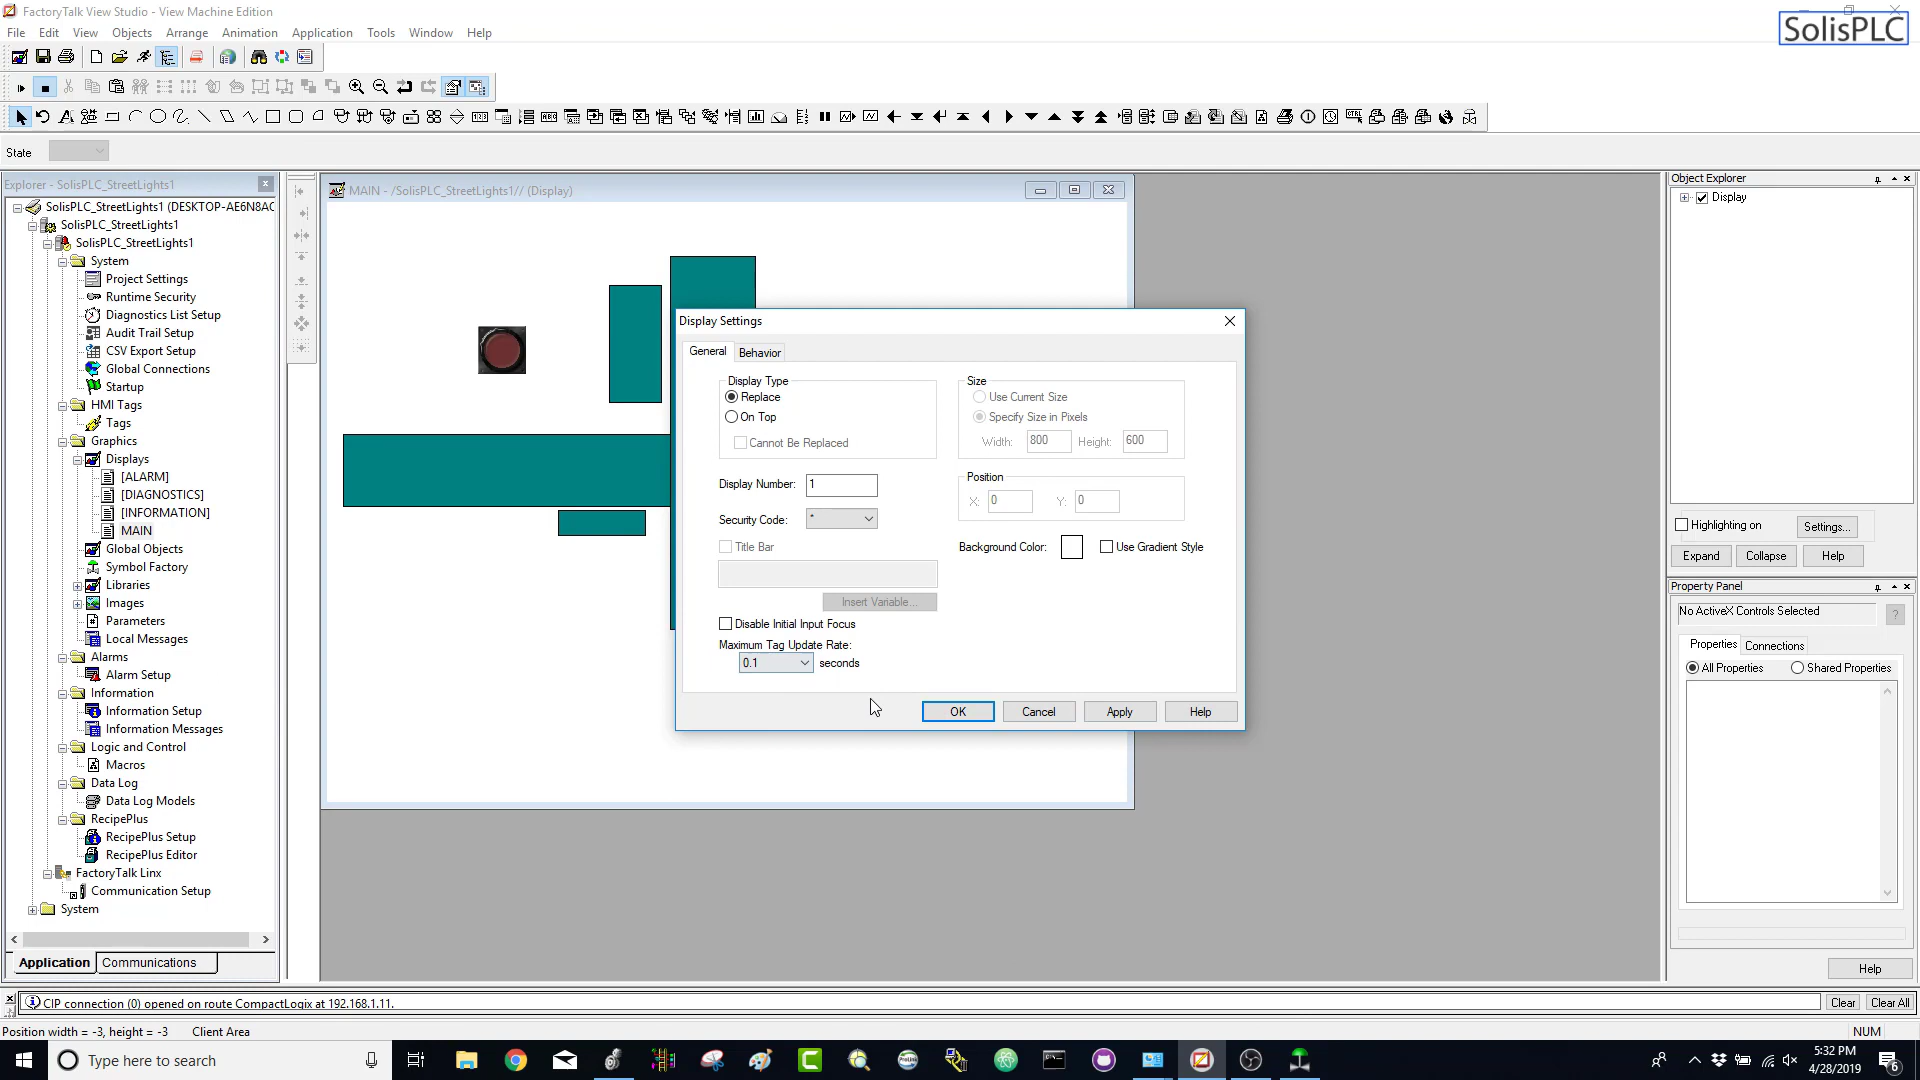 FactoryTalk View Studio - View Machine Edition
SolisPLC
File Edit View Objects Arrange Animation Application Tools Window Help
State
Explorer - SolisPLC_StreetLights1
SolisPLC_StreetLights1 (DESKTOP-AE6N8AC
SolisPLC_StreetLights1
SolisPLC_StreetLights1
System
Project Settings
Runtime Security
Diagnostics List Setup
Audit Trail Setup
CSV Export Setup
Global Connections
Startup
HMI Tags
Tags
Graphics
Displays
[ALARM]
[DIAGNOSTICS]
[INFORMATION]
MAIN
Global Objects
Symbol Factory
Libraries
Images
Parameters
Local Messages
Alarms
Alarm Setup
Information
Information Setup
Information Messages
Logic and Control
Macros
Data Log
Data Log Models
RecipePlus
RecipePlus Setup
RecipePlus Editor
FactoryTalk Linx
Communication Setup
System
Application Communications
MAIN - /SolisPLC_StreetLights1// (Display)
Display Settings
General Behavior
Display Type
Replace
On Top
Cannot Be Replaced
Display Number: 1
Security Code: *
Title Bar
Insert Variable...
Disable Initial Input Focus
Maximum Tag Update Rate:
0.1 seconds
Size
Use Current Size
Specify Size in Pixels
Width: 800 Height: 600
Position
X: 0 Y: 0
Background Color: Use Gradient Style
OK Cancel Apply Help
Object Explorer
Display
Highlighting on Settings...
Expand Collapse Help
Property Panel
No ActiveX Controls Selected ?
Properties Connections
All Properties Shared Properties
Help
CIP connection (0) opened on route CompactLogix at 192.168.1.11.
Clear Clear All
Position width = -3, height = -3 Client Area
NUM
Type here to search
5:32 PM
4/28/2019
6